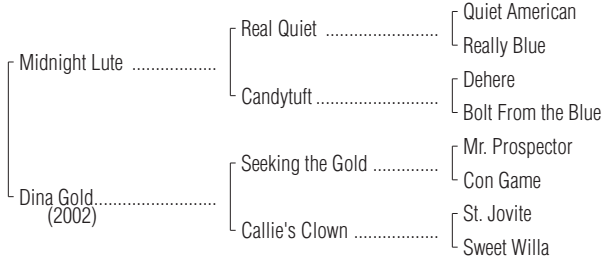 Quiet American
Real Quiet ....................
Really Blue
Midnight Lute ...................
Dehere
Candytuft ......................
Bolt From the Blue
Mr. Prospector
Seeking the Gold .............
Con Game
Dina Gold...........................
(2002)
St. Jovite
Callie's Clown .................
Sweet Willa